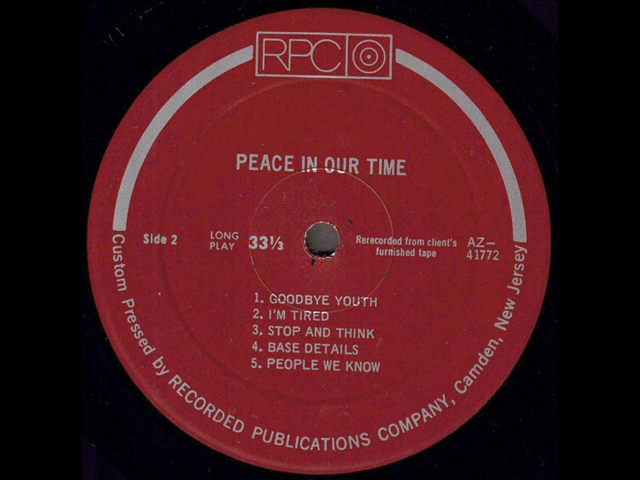 RPC
PEACE IN OUR TIME
Side 2
LONG
PLAY
33⅓
Rerecorded from client's
furnished tape
AZ-
41772
1. GOODBYE YOUTH
2. I'M TIRED
3. STOP AND THINK
4. BASE DETAILS
5. PEOPLE WE KNOW
Custom Pressed by RECORDED PUBLICATIONS COMPANY, Camden, New Jersey